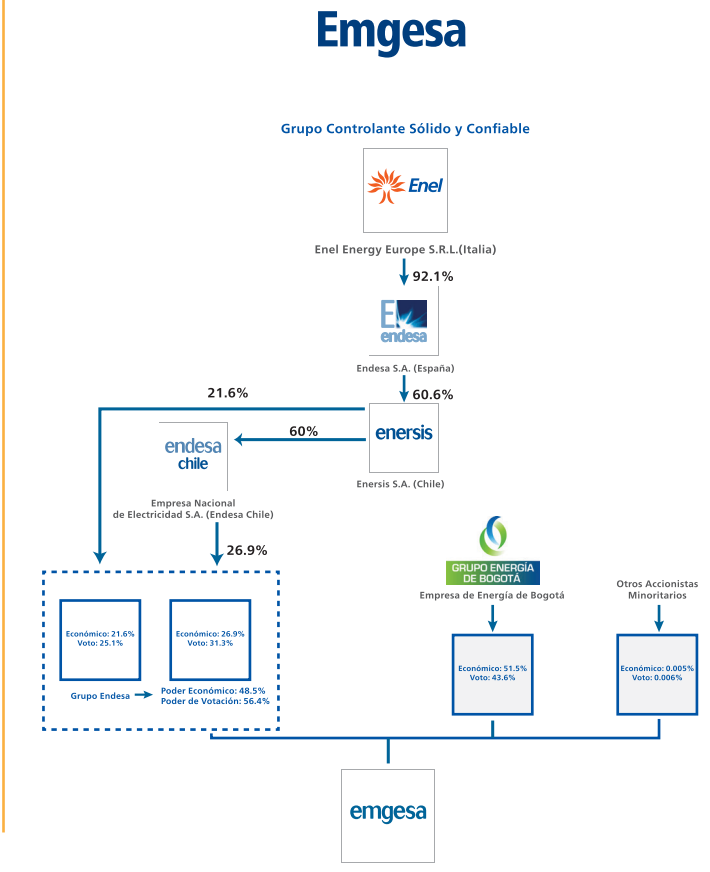 Emgesa
Grupo Controlante Sólido y Confiable
Enel
Enel Energy Europe S.R.L.(Italia)
92.1%
endesa
Endesa S.A. (España)
21.6%
60.6%
60%
enersis
endesa
chile
Enersis S.A. (Chile)
Empresa Nacional
de Electricidad S.A. (Endesa Chile)
26.9%
GRUPO ENERGÍA
DE BOGOTÁ
Empresa de Energía de Bogotá
Otros Accionistas
Minoritarios
Económico: 21.6%
Voto: 25.1%
Económico: 26.9%
Voto: 31.3%
Económico: 51.5%
Voto: 43.6%
Económico: 0.005%
Voto: 0.006%
Grupo Endesa
Poder Económico: 48.5%
Poder de Votación: 56.4%
emgesa